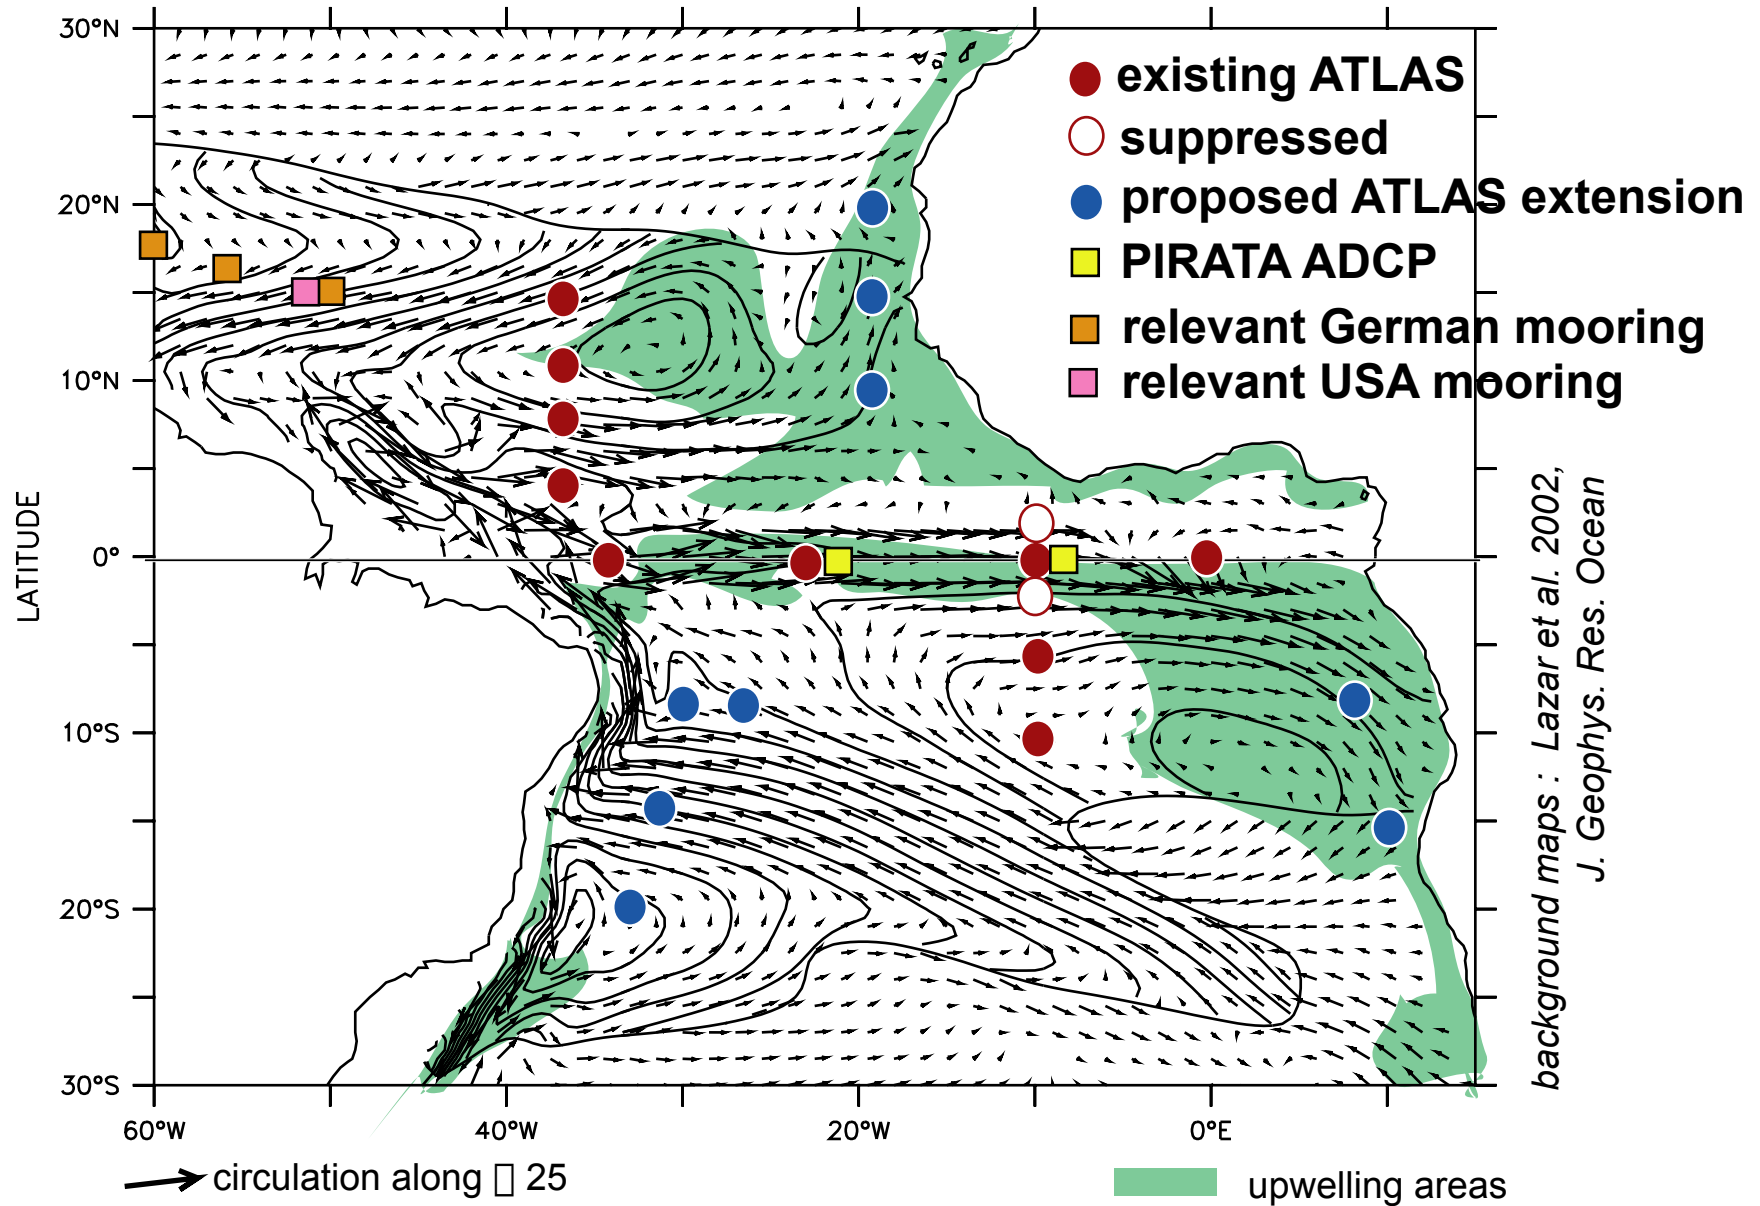 30°N
20°N
10°N
0°
10°S
20°S
30°S
LATITUDE
60°W
40°W
20°W
0°E
existing ATLAS
suppressed
proposed ATLAS extension
PIRATA ADCP
relevant German mooring
relevant USA mooring
background maps : Lazar et al. 2002,
J. Geophys. Res. Ocean
circulation along 25
upwelling areas